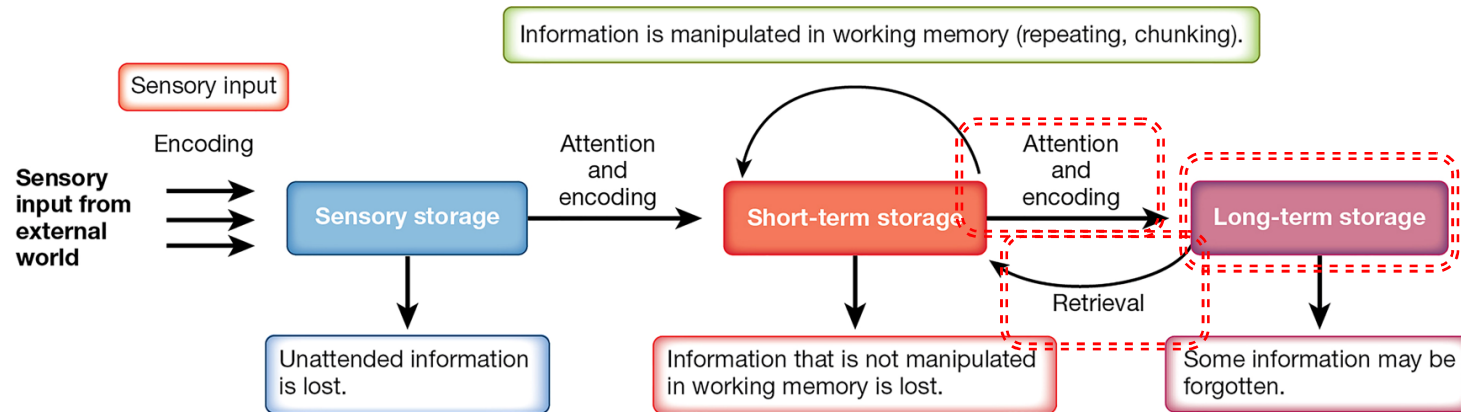 Information is manipulated in working memory (repeating, chunking).
Sensory input
Encoding
Sensory
input from
external
world
Sensory storage
Attention
and
encoding
Short-term storage
Attention
and
encoding
Long-term storage
Retrieval
Unattended information
is lost.
Information that is not manipulated
in working memory is lost.
Some information may be
forgotten.